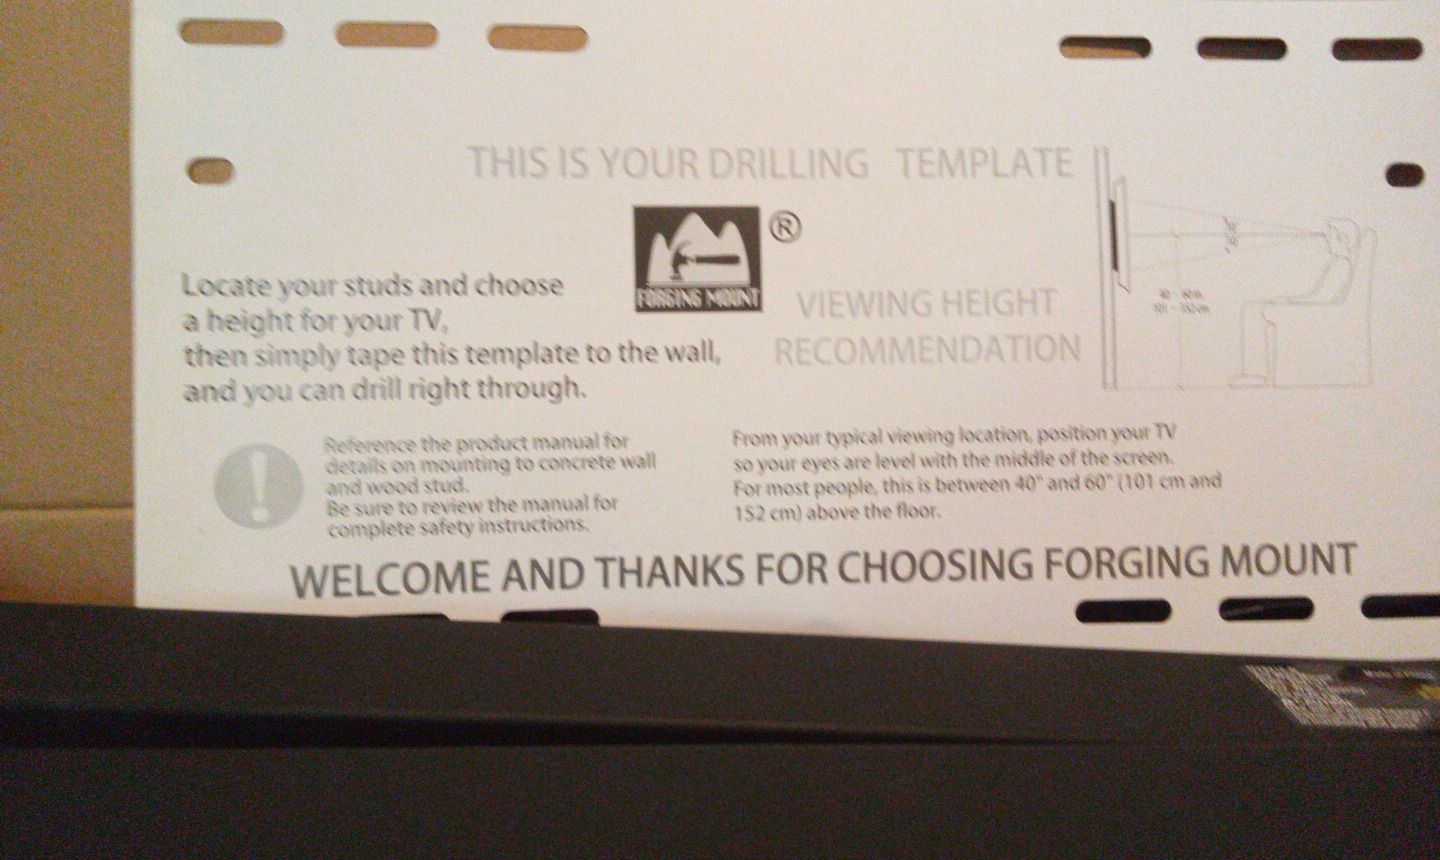 THIS IS YOUR DRILLING TEMPLATE
®
FORGING MOUNT
Locate your studs and choose
a height for your TV,
then simply tape this template to the wall,
and you can drill right through.
VIEWING HEIGHT
RECOMMENDATION
Reference the product manual for
details on mounting to concrete wall
and wood stud.
Be sure to review the manual for
complete safety instructions.
From your typical viewing location, position your TV
so your eyes are level with the middle of the screen.
For most people, this is between 40" and 60" (101 cm and
152 cm) above the floor.
WELCOME AND THANKS FOR CHOOSING FORGING MOUNT